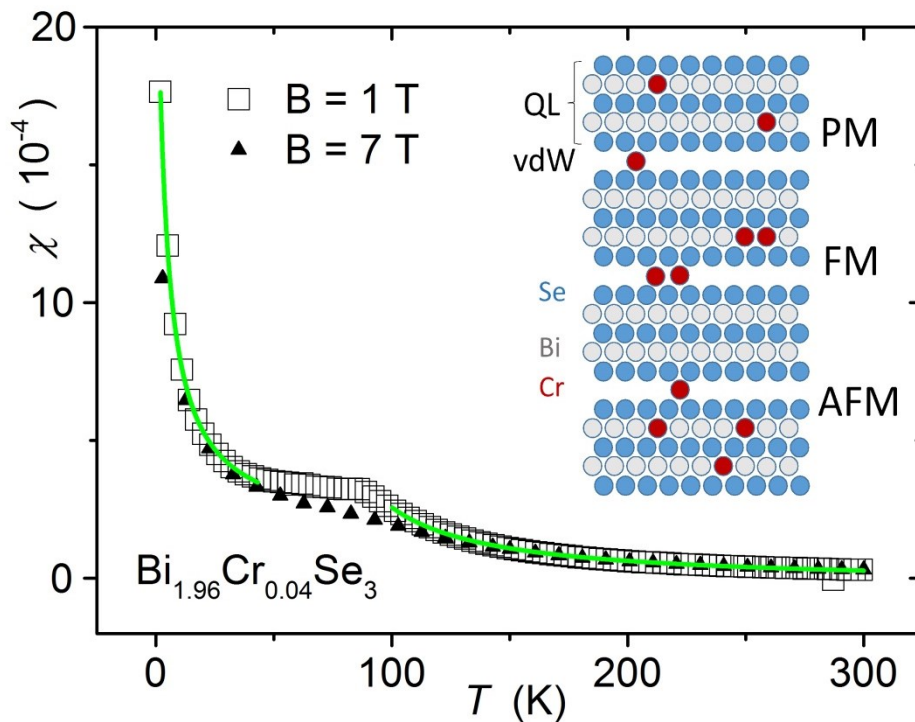 20
10
0
χ ( 10⁻⁴)
□ B = 1 T
▲ B = 7 T
QL
PM
vdW
FM
Se
Bi
Cr
AFM
Bi₁.₉₆Cr₀.₀₄Se₃
0 100 200 300
T (K)